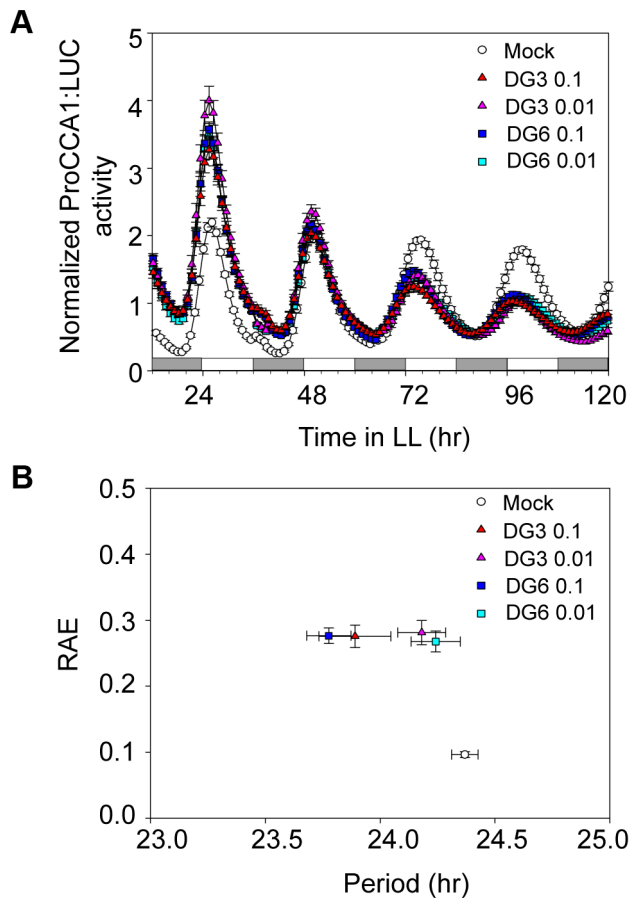 A
Normalized ProCCA1:LUC
activity
5
4
3
2
1
0
Mock
DG3 0.1
DG3 0.01
DG6 0.1
DG6 0.01
24
48
72
96
120
Time in LL (hr)
B
RAE
0.5
0.4
0.3
0.2
0.1
0.0
Mock
DG3 0.1
DG3 0.01
DG6 0.1
DG6 0.01
23.0
23.5
24.0
24.5
25.0
Period (hr)